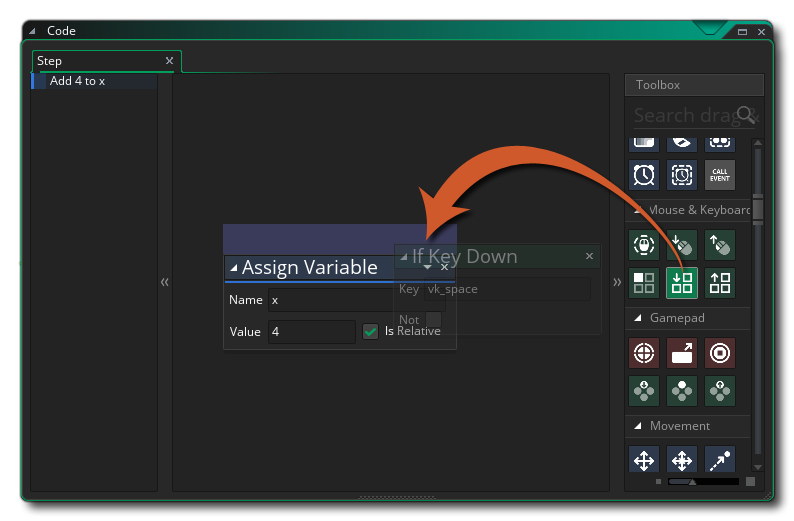 Code
Step
Add 4 to x
Toolbox
Search drag &
CALL
EVENT
Mouse & Keyboard
If Key Down
Assign Variable
Key vk_space
Name x
Not
Value 4 Is Relative
Gamepad
Movement